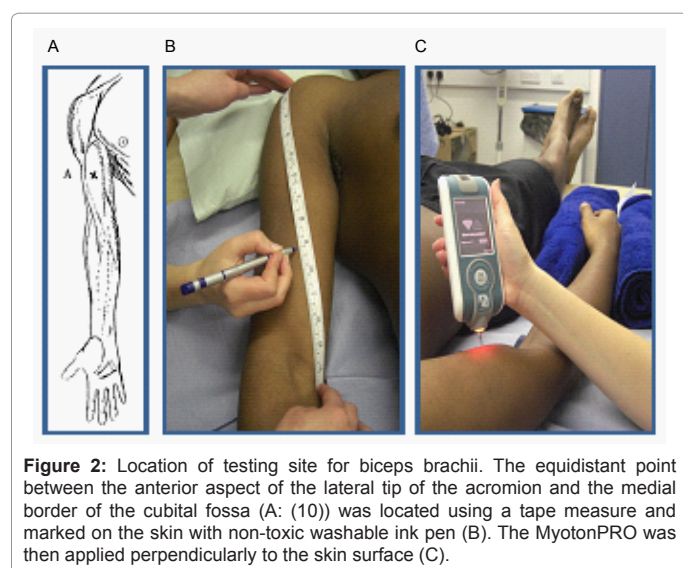 A B C
A
Figure 2: Location of testing site for biceps brachii. The equidistant point
between the anterior aspect of the lateral tip of the acromion and the medial
border of the cubital fossa (A: (10)) was located using a tape measure and
marked on the skin with non-toxic washable ink pen (B). The MyotonPRO was
then applied perpendicularly to the skin surface (C).